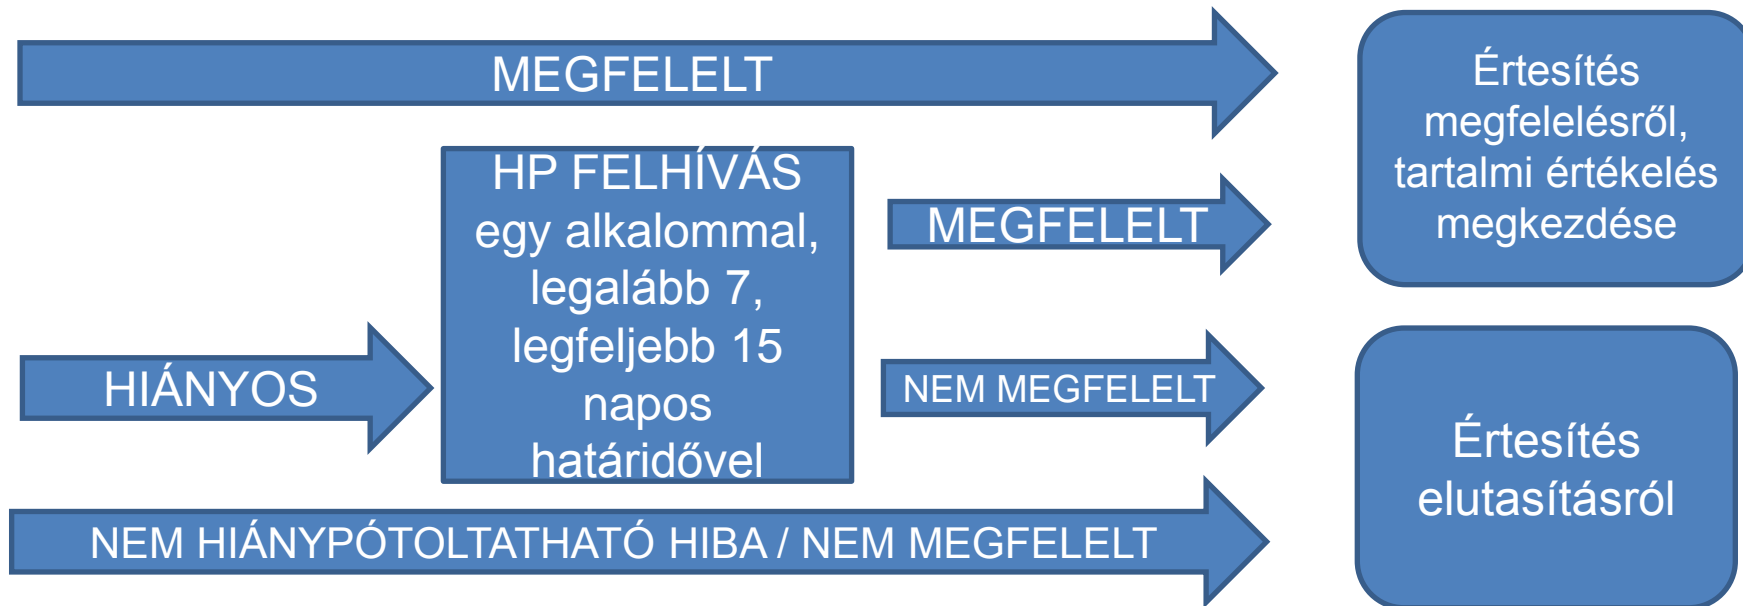 MEGFELELT
Értesítés
megfelelésről,
tartalmi értékelés
megkezdése
HIÁNYOS
HP FELHÍVÁS
egy alkalommal,
legalább 7,
legfeljebb 15
napos
határidővel
MEGFELELT
NEM MEGFELELT
Értesítés
elutasításról
NEM HIÁNYPÓTOLTATHATÓ HIBA / NEM MEGFELELT